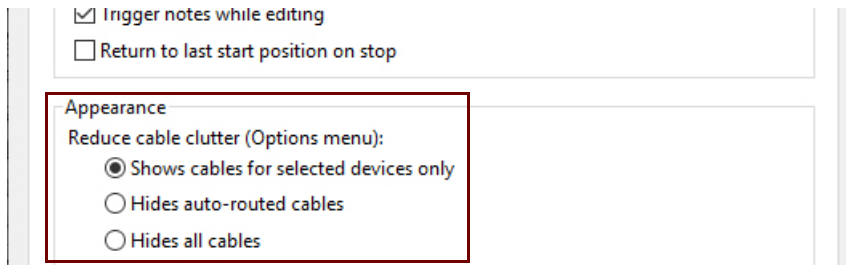 Trigger notes while editing
Return to last start position on stop
Appearance
Reduce cable clutter (Options menu):
Shows cables for selected devices only
Hides auto-routed cables
Hides all cables